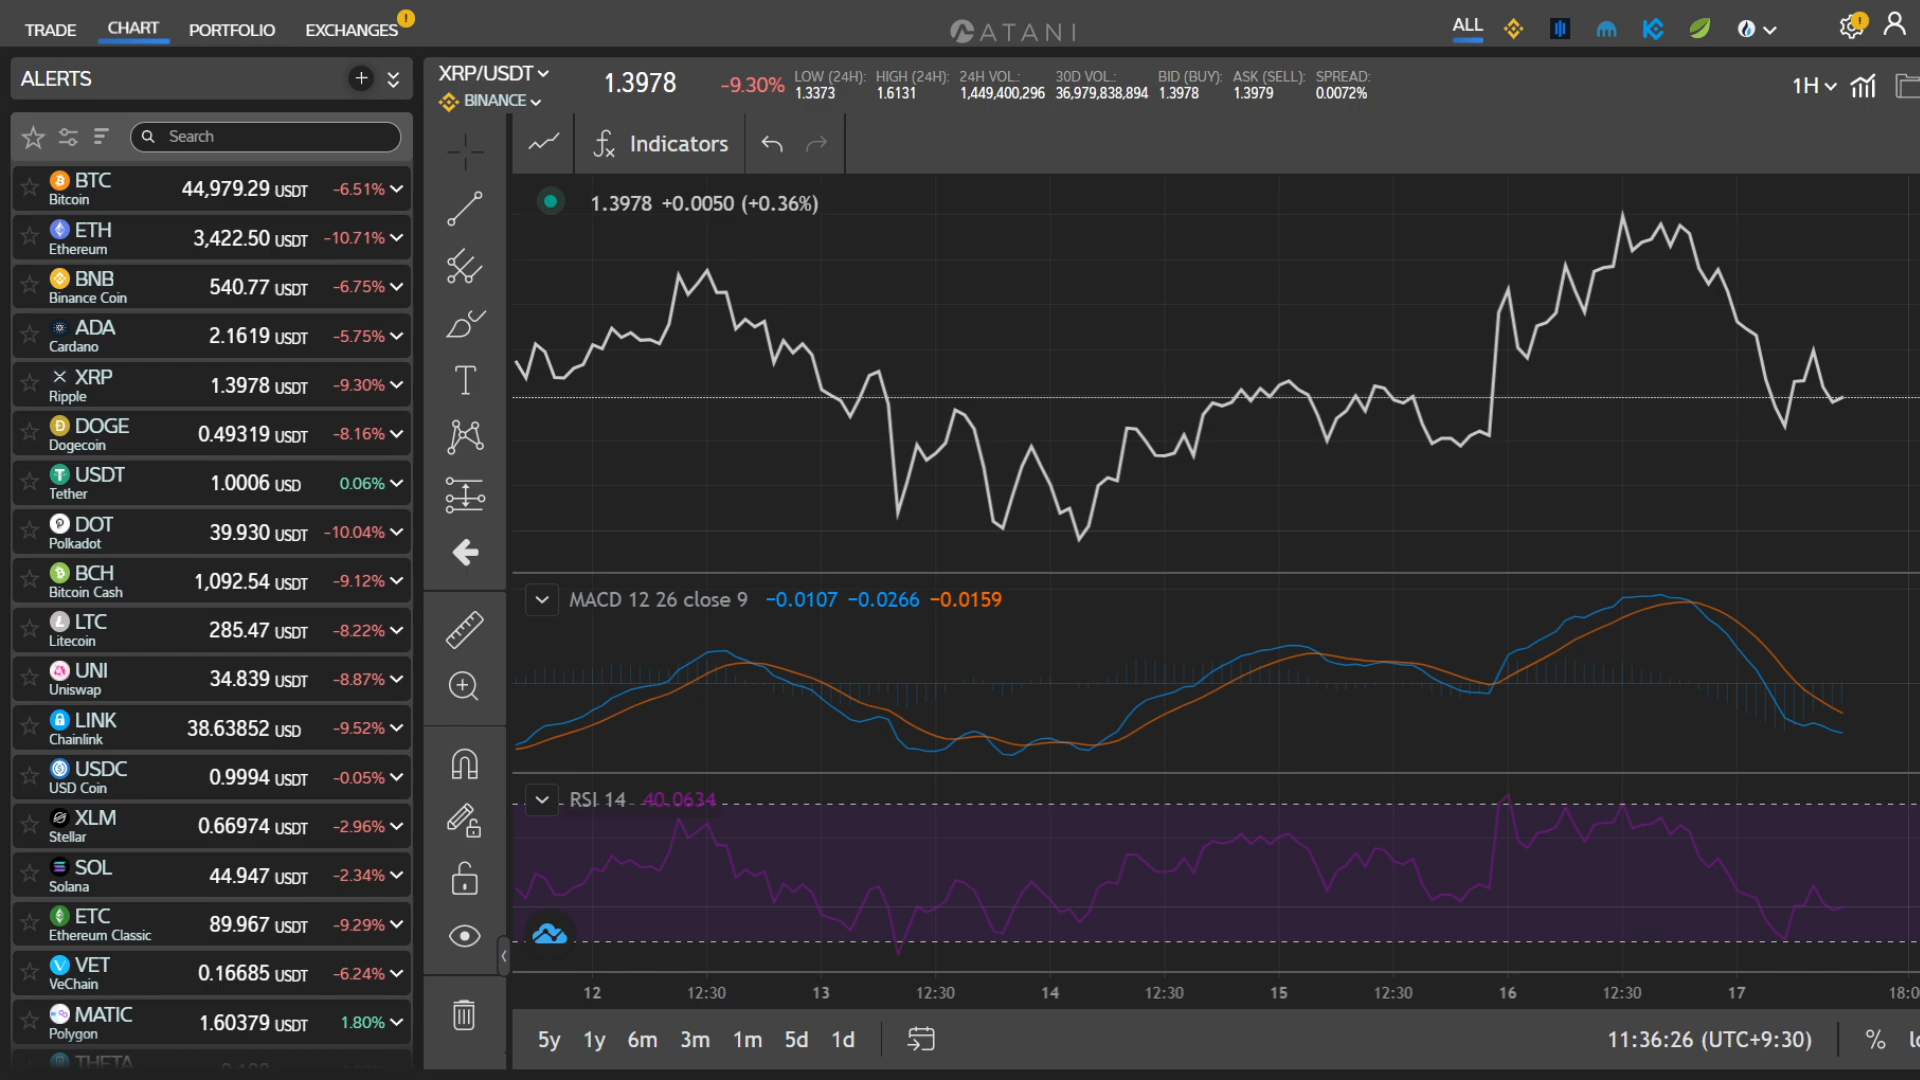 TRADE CHART PORTFOLIO EXCHANGES !
ATANI
ALL
!
ALERTS
Search
BTC 44,979.29 USDT -6.51%
Bitcoin
ETH 3,422.50 USDT -10.71%
Ethereum
BNB 540.77 USDT -6.75%
Binance Coin
ADA 2.1619 USDT -5.75%
Cardano
XRP 1.3978 USDT -9.30%
Ripple
DOGE 0.49319 USDT -8.16%
Dogecoin
USDT 1.0006 USD 0.06%
Tether
DOT 39.930 USDT -10.04%
Polkadot
BCH 1,092.54 USDT -9.12%
Bitcoin Cash
LTC 285.47 USDT -8.22%
Litecoin
UNI 34.839 USDT -8.87%
Uniswap
LINK 38.63852 USD -9.52%
Chainlink
USDC 0.9994 USDT -0.05%
USD Coin
XLM 0.66974 USDT -2.96%
Stellar
SOL 44.947 USDT -2.34%
Solana
ETC 89.967 USDT -9.29%
Ethereum Classic
VET 0.16685 USDT -6.24%
VeChain
MATIC 1.60379 USDT 1.80%
Polygon
THETA
XRP/USDT
BINANCE
1.3978 -9.30%
LOW (24H): HIGH (24H): 24H VOL.: 30D VOL.: BID (BUY): ASK (SELL): SPREAD:
1.3373 1.6131 1,449,400,296 36,979,838,894 1.3978 1.3979 0.0072%
1H
Indicators
1.3978 +0.0050 (+0.36%)
MACD 12 26 close 9 −0.0107 −0.0266 −0.0159
RSI 14 40.0634
12 12:30 13 12:30 14 12:30 15 12:30 16 12:30 17 18:0
5y 1y 6m 3m 1m 5d 1d
11:36:26 (UTC+9:30) %